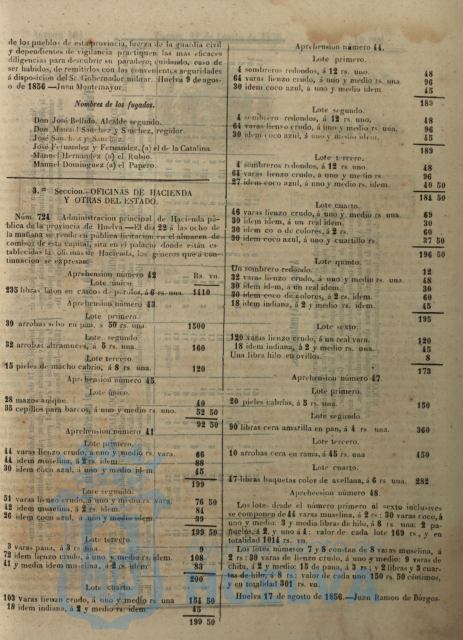 de los pueblos de esta provincia, fuerza de la guardia civil
y dependientes de vigilancia practiquen las mas eficaces
diligencias para descubrir su paradero; cuidando, caso de
ser habidos, de remitirlos con las convenientes seguridades
á disposicion del Sr. Gobernador militar. Huelva 9 de agosto
de 1856 —Juan Montemayor.
Nombres de los fugados.
Don José Bellido, Alcalde segundo.
Don Manuel Sanchez y Sanchez, regidor.
José Sanchez y Sanchez.
José Fernandez y Fernandez, (a) el de la Catalina.
Manuel Hernandez (a) el Rubio.
Manuel Dominguez (a) el Papero.
3.ª Seccion.—OFICINAS DE HACIENDA
Y OTRAS DEL ESTADO.
Núm. 724 Administracion principal de Hacienda pú-
blica de la provincia de Huelva —El dia 22 á las ocho de
la mañana se venden en pública licitacion en el almacen de
comisos de esta capital, sito en el palacio donde están es-
tablecidas las oficinas de Hacienda, los géneros que á con-
tinuacion se expresan:
Aprehension número 42 Rs. vn.
Lote único
235 libras laton en cascos de pérdidos, á 6 rs. una 1410
Aprehension número 43
Lote primero.
30 arrobas sebo en pan, á 50 rs. una 1500
Lote segundo
32 arrobas altramuces, á 5 rs. una 160
Lote tercero
15 pieles de macho cabrio, á 8 rs. una 120
Aprehension número 45.
Lote único.
28 mazos anique 40
35 cepillos para barcos, á uno y medio rs uno. 52 50
92 50
Aprehension número 41
Lote primero
44 varas lienzo crudo, á uno y medio rs vara 66
44 idem muselina, á 2 rs idem 88
30 idem coco azul, á uno y medio idem 45
199
Lote segundo.
51 varas lienzo crudo, á uno y medio rs vara 76 50
42 idem muselina, á 2 rs. idem 84
26 idem coco azul, á uno y medio idem 39
199 50
Lote tercero
3 varas pana, á 3 rs una 9
72 idem lienzo crudo, á uno y medio rs. idem 108
41 y media idem muselina, á 2 rs idem 83
200
Lote cuarto.
103 varas lienzo crudo, á uno y medio rs vara 154 50
18 idem indiana, á 2 y medio rs idem 45
199 50
Aprehension número 44.
Lote primero.
4 sombreros redondos, á 12 rs. uno. 48
64 varas lienzo crudo, á uno y medio rs una 96
30 idem coco azul, á uno y medio idem 45
189
Lote segundo.
4 sombreros redondos, á 12 rs. uno, 48
64 varas lienzo crudo, á uno y medio rs una. 96
30 idem coco azul, á uno y medio idem 45
189
Lote tercero.
4 sombreros redondos, á 12 rs. uno 48
64 varas lienzo crudo, á uno y medio rs. una 96
27 idem coco azul, á uno y medio rs. idem. 40 50
184 50
Lote cuarto.
46 varas lienzo crudo, á uno y medio rs vara 69
30 idem idem, á un real idem 30
30 idem coco de colores, á 2 rs. 60
30 idem coco azul, á uno y cuartillo rs 37 50
196 50
Lote quinto.
Un sombrero redondo 12
32 varas lienzo crudo, á uno y medio rs una 48
30 idem idem, á un real idem 30
30 idem coco de colores, á 2 rs. idem 60
18 idem indiana, á 2 y medio rs. idem 45
195
Lote sexto.
120 varas lienzo crudo, á un real vara. 120
18 idem indiana, á 2 y medio rs una. 45
Una libra hilo en ovillos. 8
173
Aprehension número 47
Lote primero.
20 pieles cabrías, á 5 rs. una 150
Lote segundo.
90 libras cera amarilla en pan, á 4 rs una 360
Lote tercero.
10 arrobas cera en rama, á 45 rs una 450
Lote cuarto.
47 libras baquetas color de avellana, á 6 rs una. 282
Aprehension número 48
Los lotes desde el número primero al sexto inclusives
se componen de 44 varas muselina, á 2 rs: 30 varas coco, á
uno y medio: 3 y media libras de hilo, á 8 rs una: 2 pa-
ñuelos, á 2, y uno á 4: valor de cada lote 169 rs, y en
totalidad 1014 rs. vn.
Los lotes números 7 y 8 constan de 8 varas muselina, á
2 rs: 30 varas de lienzo crudo, á uno y medio: 9 varas de
chita, á 2 y medio: 15 de pana, á 3 rs.; y 2 libras y 3 cuar-
tas de hilo, á 8 rs: valor de cada uno 150 rs. 50 céntimos,
y en totalidad 301 rs. vn.
Huelva 17 de agosto de 1856.—Juan Ramon de Búrgos.